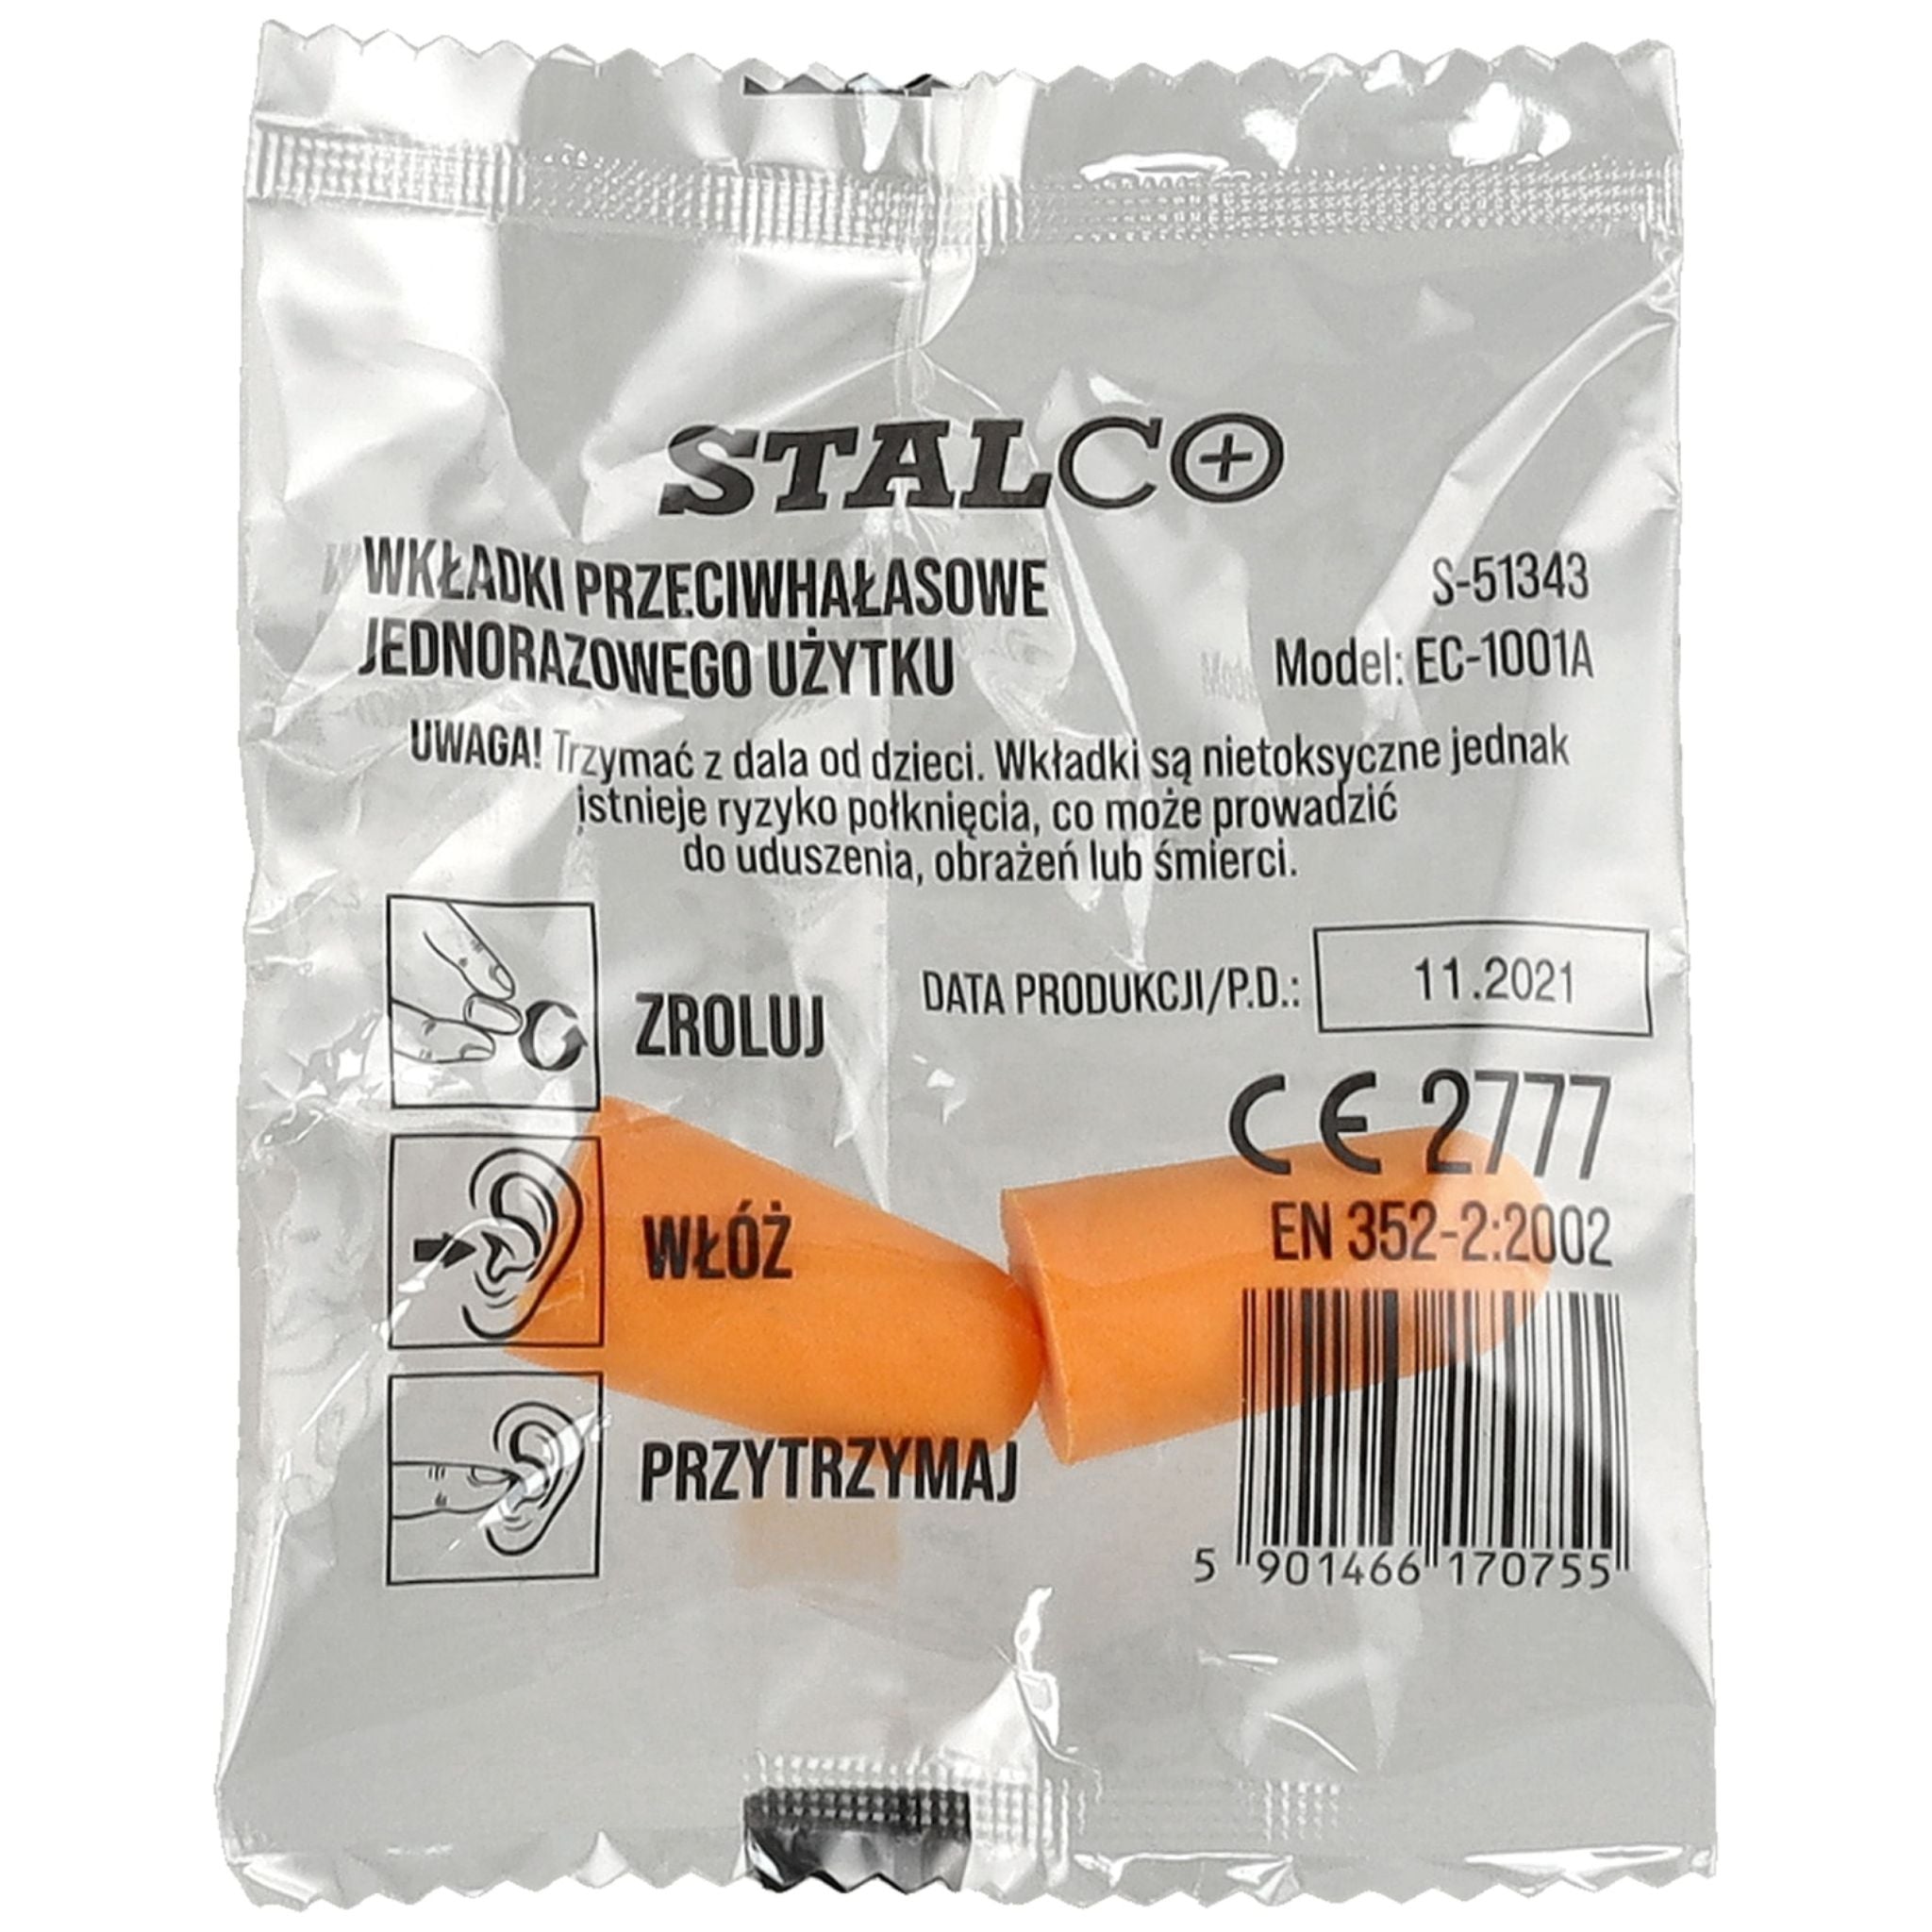 STALCO
WKŁADKI PRZECIWHAŁASOWE
JEDNORAZOWEGO UŻYTKU
S-51343
Model: EC-1001A
UWAGA! Trzymać z dala od dzieci. Wkładki są nietoksyczne jednak
istnieje ryzyko połknięcia, co może prowadzić
do uduszenia, obrażeń lub śmierci.
ZROLUJ
DATA PRODUKCJI/P.D.: 11.2021
CE 2777
EN 352-2:2002
WŁÓŻ
PRZYTRZYMAJ
5 901466 170755